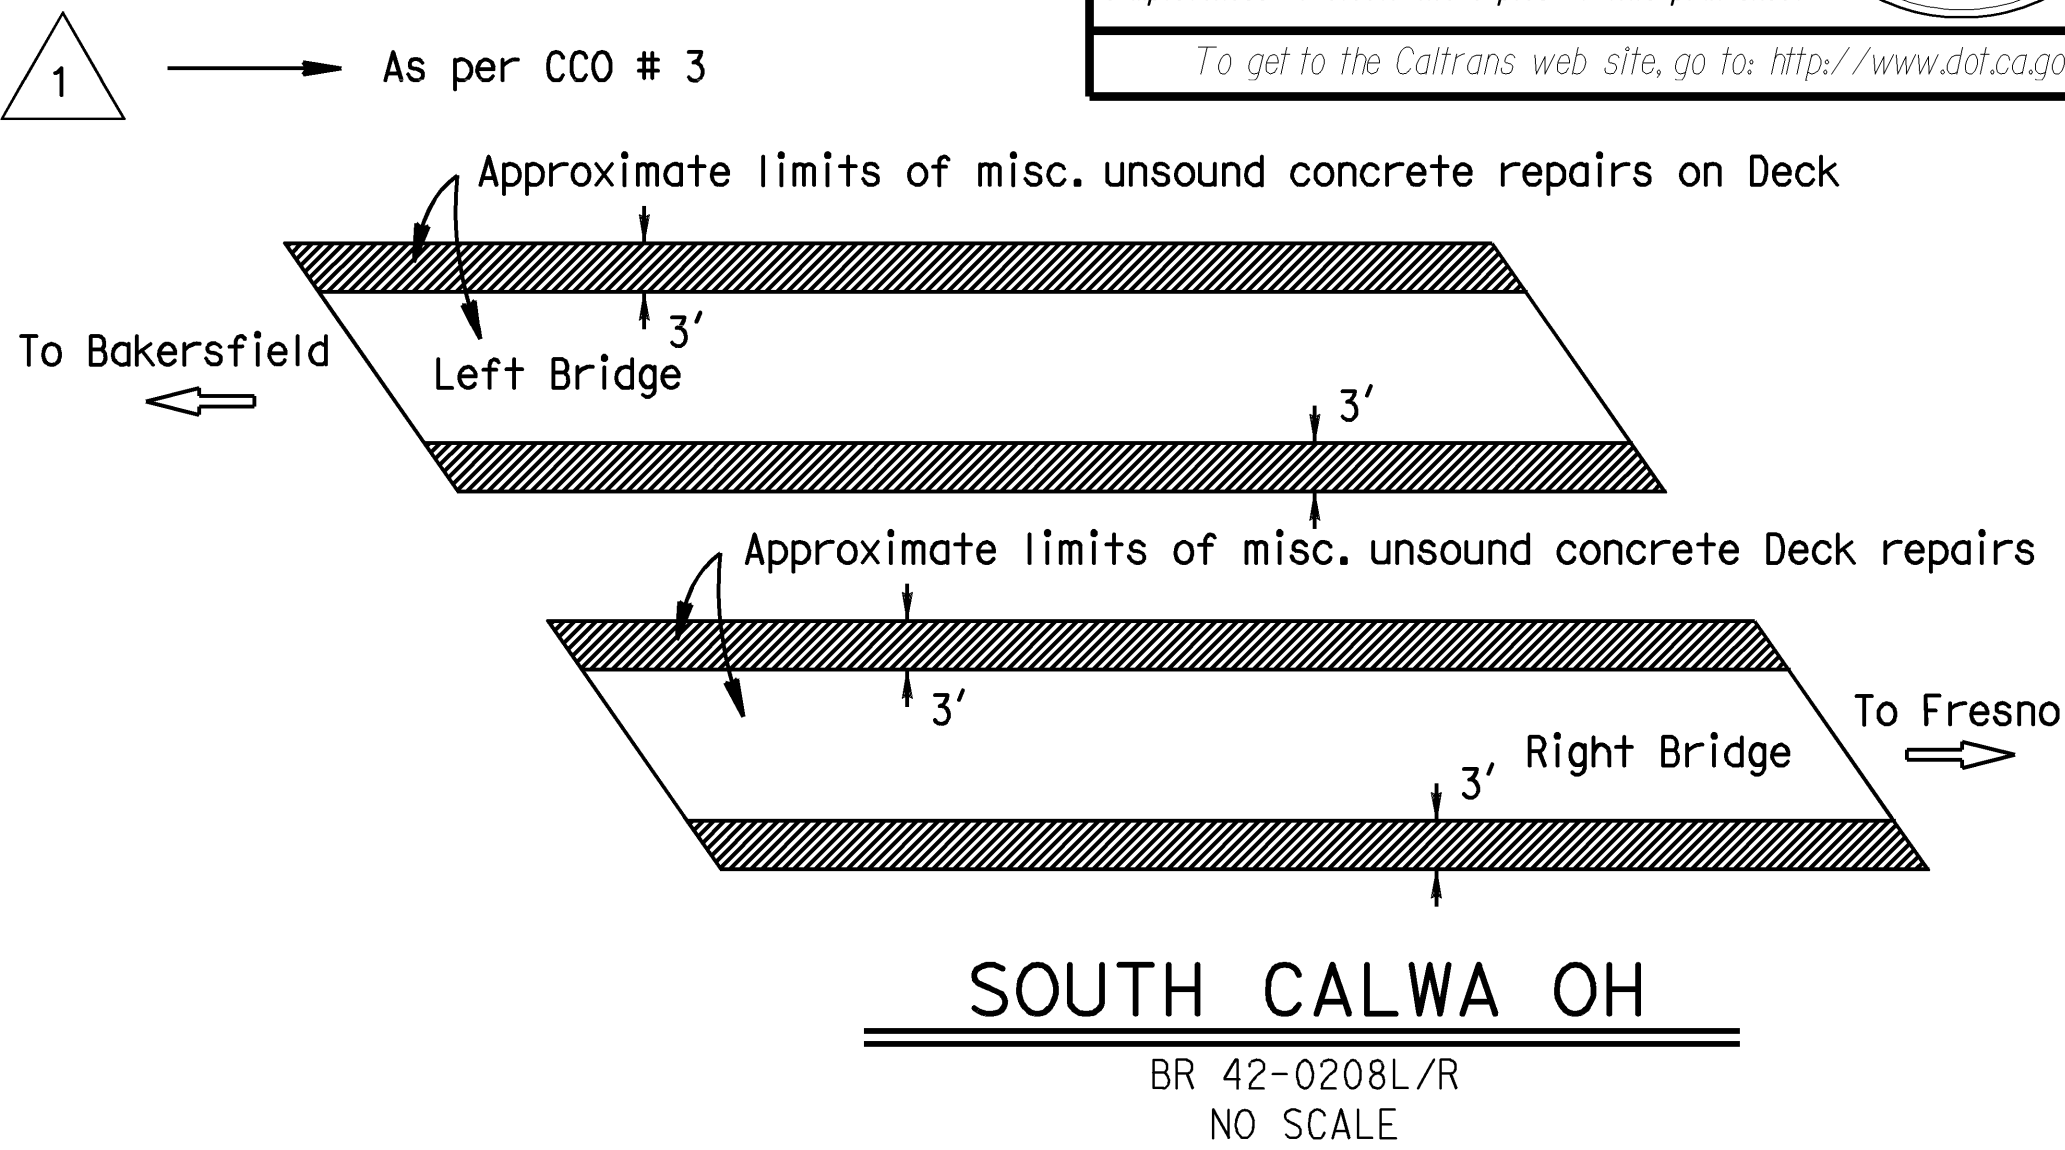 To get to the Caltrans web site, go to: http://www.dot.ca.go
1
As per CCO # 3
Approximate limits of misc. unsound concrete repairs on Deck
3'
To Bakersfield
Left Bridge
3'
Approximate limits of misc. unsound concrete Deck repairs
3'
To Fresno
Right Bridge
3'
SOUTH CALWA OH
BR 42-0208L/R
NO SCALE